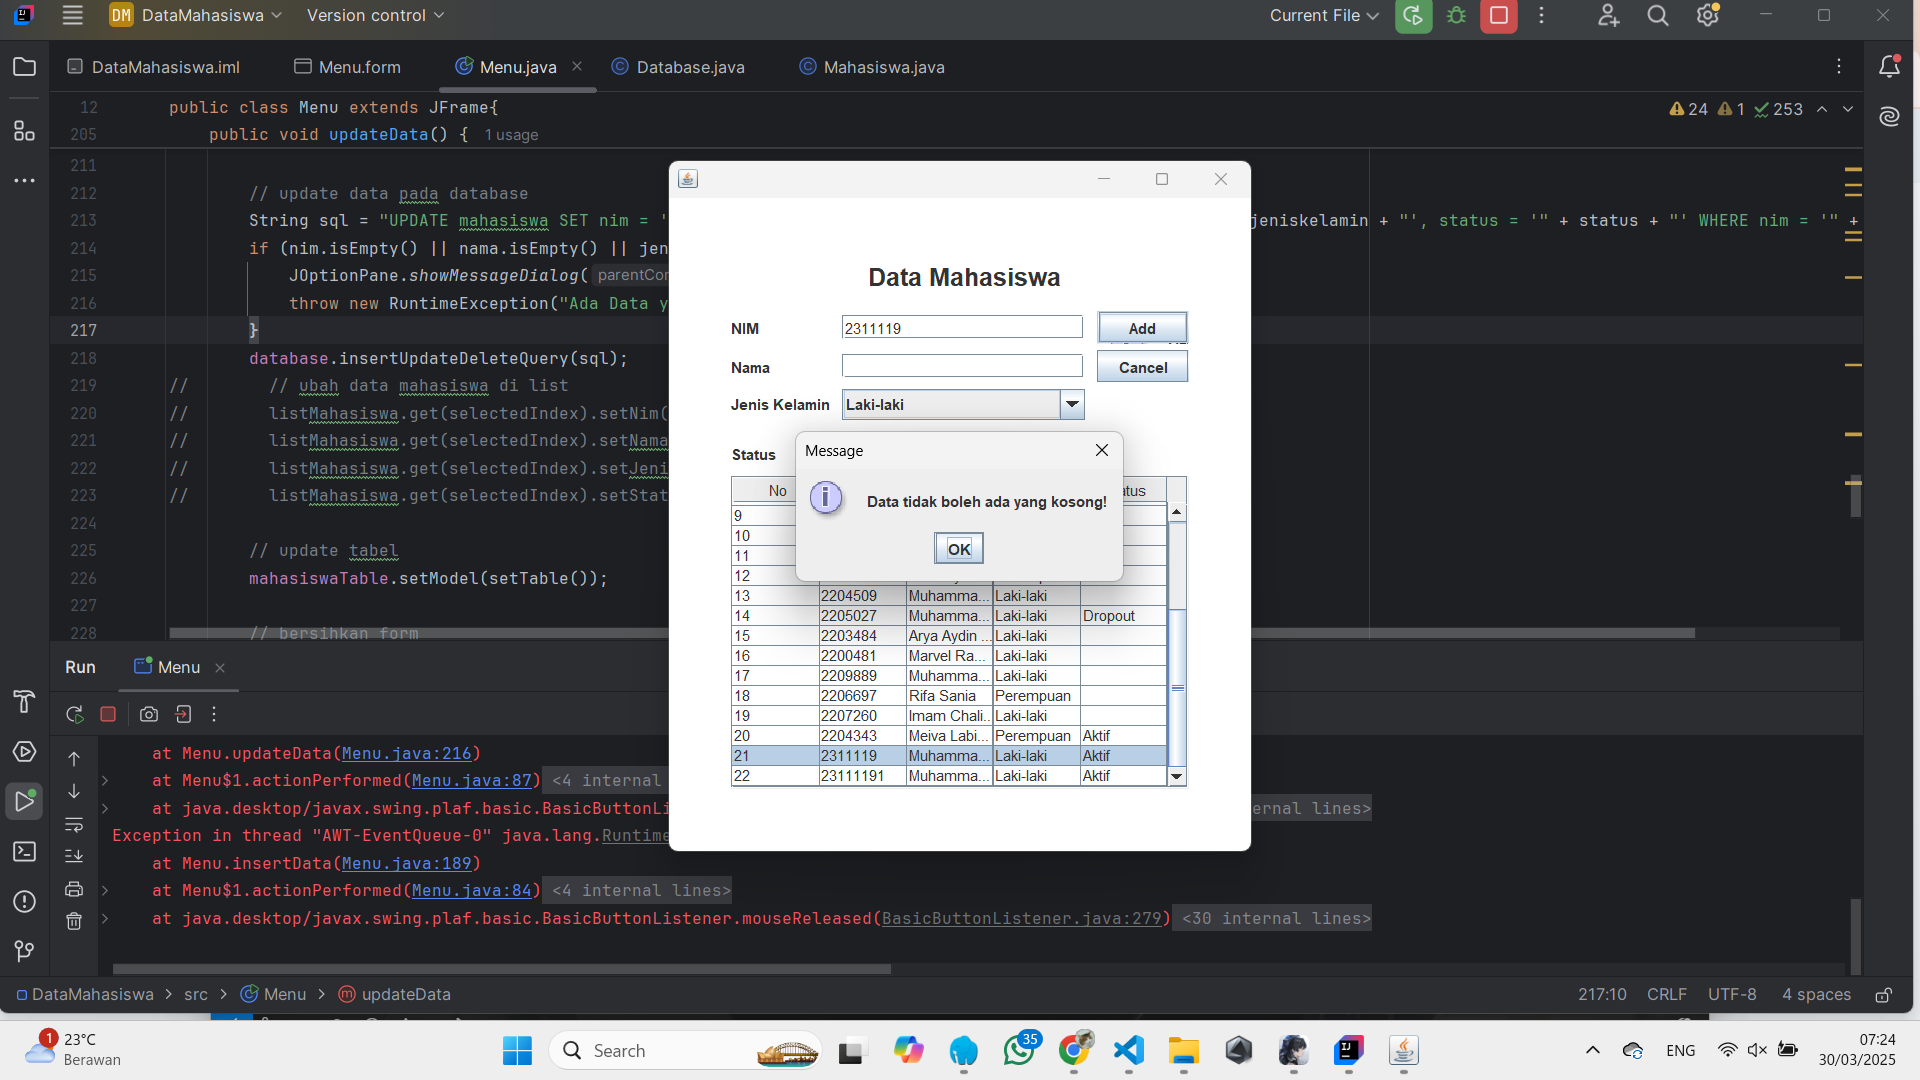 DM DataMahasiswa Version control Current File
DataMahasiswa.iml Menu.form Menu.java Database.java Mahasiswa.java
12 public class Menu extends JFrame{ 24 1 253
205 public void updateData() { 1 usage
211
212 // update data pada database
213 String sql = "UPDATE mahasiswa SET nim = ' jeniskelamin + "', status = '" + status + "' WHERE nim = '" +
214 if (nim.isEmpty() || nama.isEmpty() || jen
215 JOptionPane.showMessageDialog( parentCor
216 throw new RuntimeException("Ada Data y
217 }
218 database.insertUpdateDeleteQuery(sql);
219 // // ubah data mahasiswa di list
220 // listMahasiswa.get(selectedIndex).setNim(
221 // listMahasiswa.get(selectedIndex).setNama
222 // listMahasiswa.get(selectedIndex).setJeni
223 // listMahasiswa.get(selectedIndex).setStat
224
225 // update tabel
226 mahasiswaTable.setModel(setTable());
227
228 // bersihkan form
Data Mahasiswa
NIM 2311119 Add
Nama Cancel
Jenis Kelamin Laki-laki
Status
Message
Data tidak boleh ada yang kosong!
OK
No atus
9
10
11
12
13 2204509 Muhamma... Laki-laki
14 2205027 Muhamma... Laki-laki Dropout
15 2203484 Arya Aydin ... Laki-laki
16 2200481 Marvel Ra... Laki-laki
17 2209889 Muhamma... Laki-laki
18 2206697 Rifa Sania Perempuan
19 2207260 Imam Chali... Laki-laki
20 2204343 Meiva Labi... Perempuan Aktif
21 2311119 Muhamma... Laki-laki Aktif
22 23111191 Muhamma... Laki-laki Aktif
Run Menu
at Menu.updateData(Menu.java:216)
at Menu$1.actionPerformed(Menu.java:87) <4 internal
at java.desktop/javax.swing.plaf.basic.BasicButtonLi ernal lines>
Exception in thread "AWT-EventQueue-0" java.lang.Runtime
at Menu.insertData(Menu.java:189)
at Menu$1.actionPerformed(Menu.java:84) <4 internal lines>
at java.desktop/javax.swing.plaf.basic.BasicButtonListener.mouseReleased(BasicButtonListener.java:279) <30 internal lines>
DataMahasiswa > src > Menu > updateData 217:10 CRLF UTF-8 4 spaces
1 23°C
Berawan
Search
35
ENG
07:24
30/03/2025